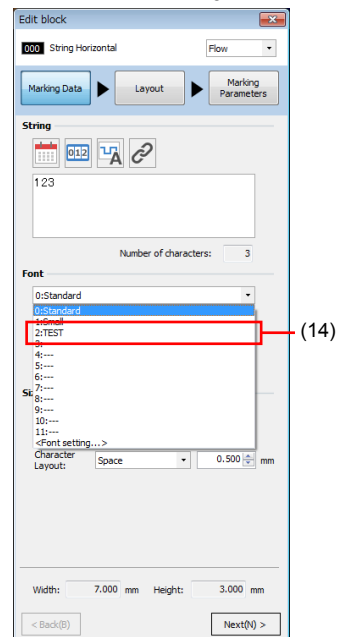 Edit block
000 String Horizontal Flow
Marking Data Layout Marking Parameters
String
012 A
123
Number of characters: 3
Font
0:Standard
0:Standard
1:Small
2:TEST
(14)
3:---
4:---
5:---
6:---
7:---
8:---
9:---
10:---
11:---
<Font setting...>
Character Layout: Space 0.500 mm
Width: 7.000 mm Height: 3.000 mm
< Back(B) Next(N) >